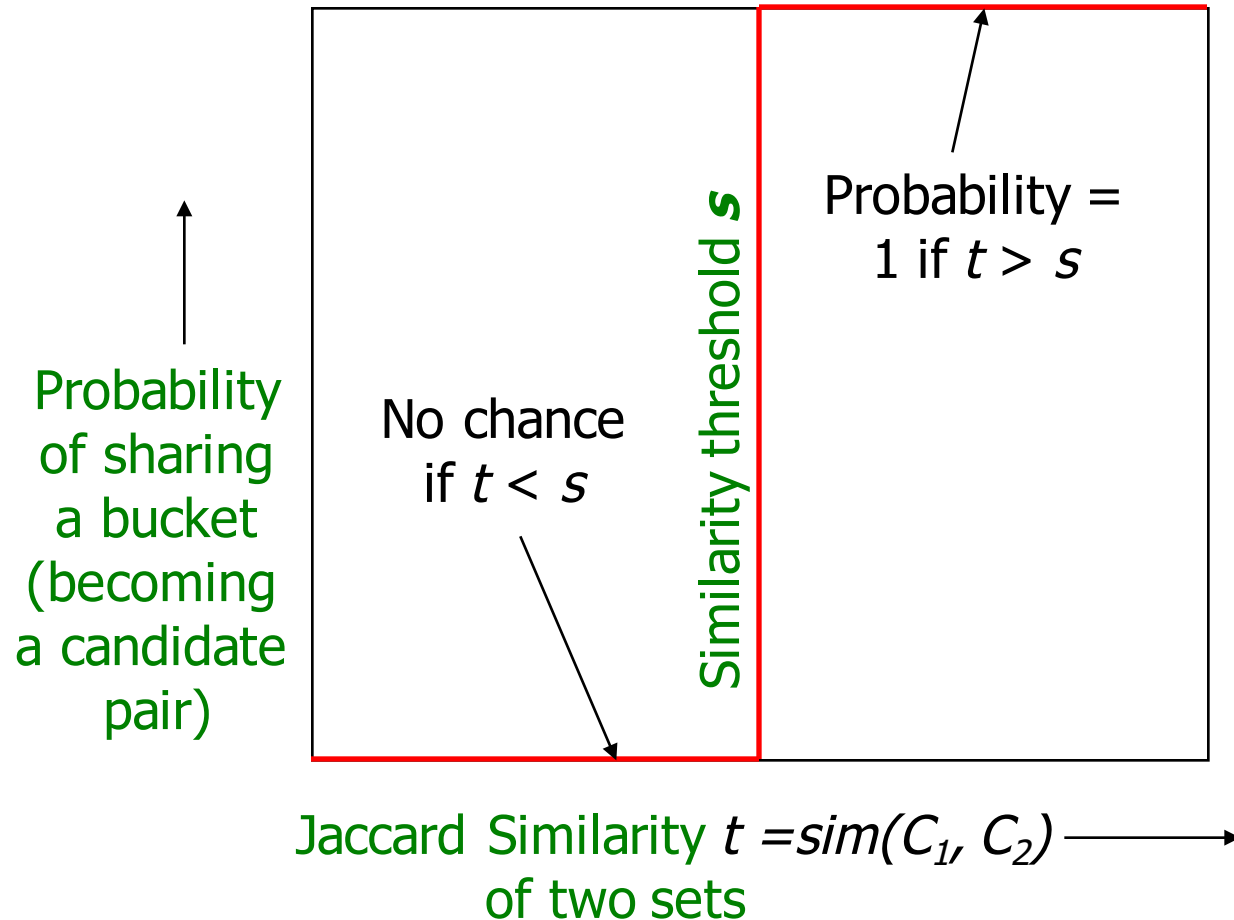 Probability
of sharing
a bucket
(becoming
a candidate
pair)
No chance
if t < s
Similarity threshold s
Probability =
1 if t > s
Jaccard Similarity t =sim(C₁, C₂)
of two sets